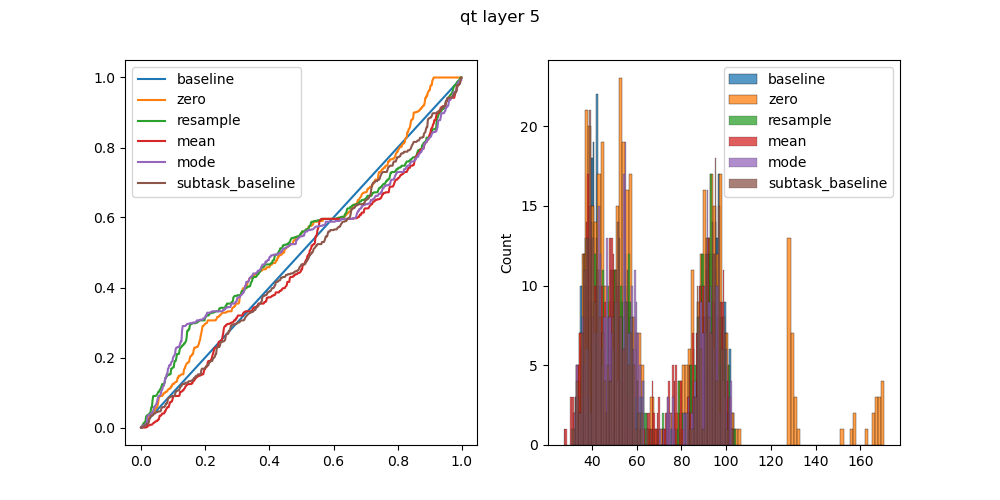 qt layer 5
baseline
zero
resample
mean
mode
subtask_baseline
1.0
0.8
0.6
0.4
0.2
0.0
0.0 0.2 0.4 0.6 0.8 1.0
baseline
zero
resample
mean
mode
subtask_baseline
Count
20
15
10
5
0
40 60 80 100 120 140 160